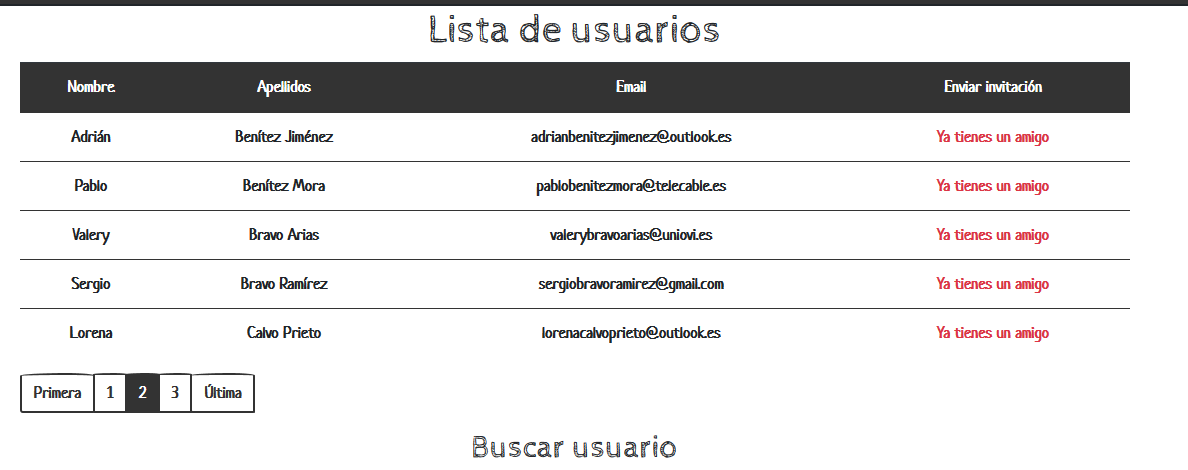 Lista de usuarios
Nombre Apellidos Email Enviar invitación
Adrián Benítez Jiménez adrianbenitezjimenez@outlook.es Ya tienes un amigo
Pablo Benítez Mora pablobenitezmora@telecable.es Ya tienes un amigo
Valery Bravo Arias valerybravoarias@uniovi.es Ya tienes un amigo
Sergio Bravo Ramírez sergiobravoramirez@gmail.com Ya tienes un amigo
Lorena Calvo Prieto lorenacalvoprieto@outlook.es Ya tienes un amigo
Primera 1 2 3 Última
Buscar usuario